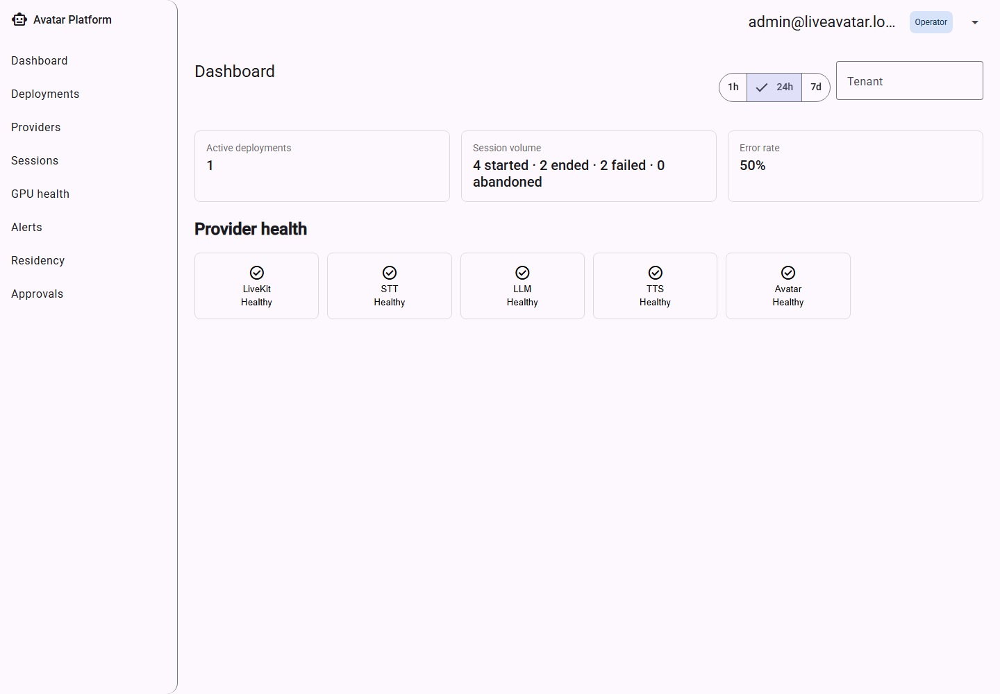 Avatar Platform
admin@liveavatar.lo...
Operator
Dashboard
Deployments
Providers
Sessions
GPU health
Alerts
Residency
Approvals
Dashboard
1h
24h
7d
Tenant
Active deployments
1
Session volume
4 started · 2 ended · 2 failed · 0
abandoned
Error rate
50%
Provider health
LiveKit
Healthy
STT
Healthy
LLM
Healthy
TTS
Healthy
Avatar
Healthy